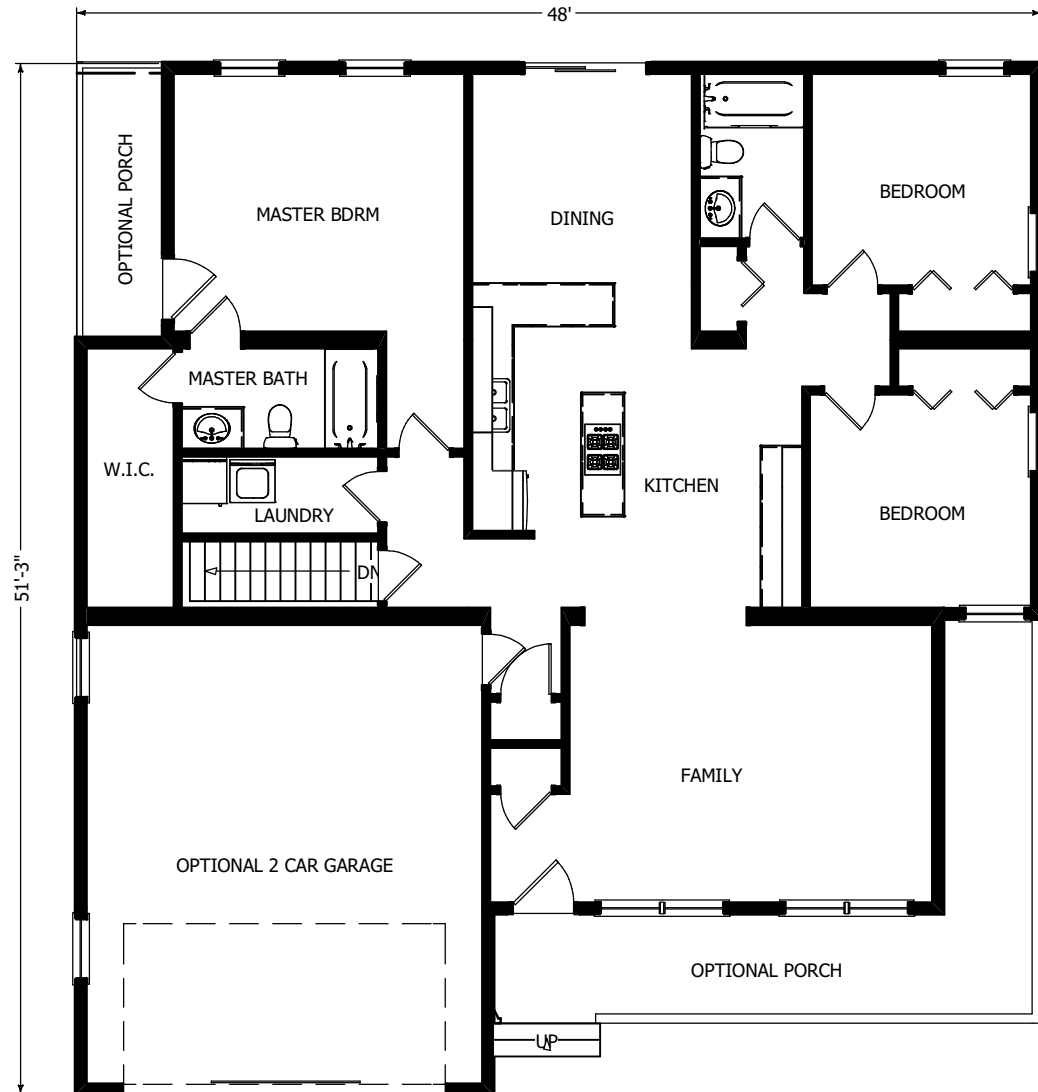 48'
51'-3"
OPTIONAL PORCH
MASTER BDRM
DINING
BEDROOM
MASTER BATH
W.I.C.
LAUNDRY
KITCHEN
BEDROOM
DN
FAMILY
OPTIONAL 2 CAR GARAGE
OPTIONAL PORCH
UP